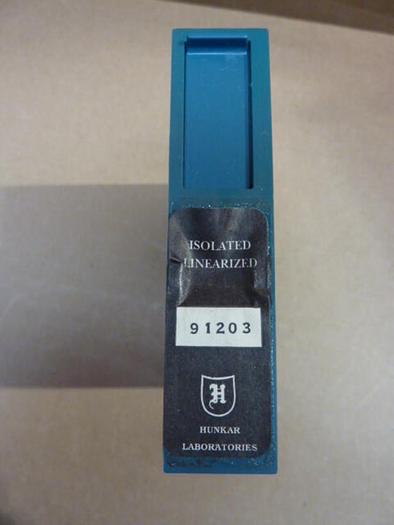 ISOLATED
LINEARIZED
91203
H
HUNKAR
LABORATORIES